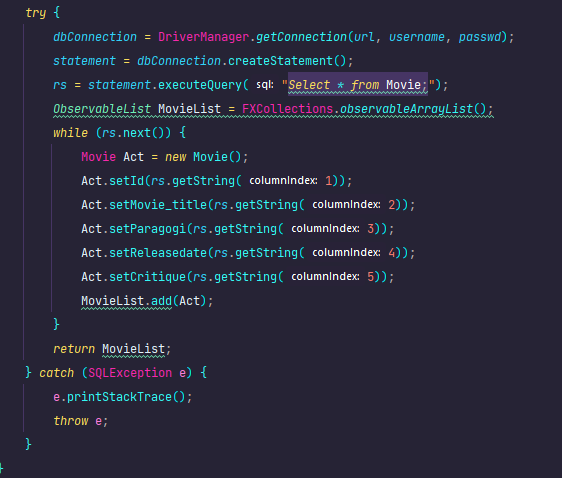 try {
dbConnection = DriverManager.getConnection(url, username, passwd);
statement = dbConnection.createStatement();
rs = statement.executeQuery( sql: "Select * from Movie;");
ObservableList MovieList = FXCollections.observableArrayList();
while (rs.next()) {
Movie Act = new Movie();
Act.setId(rs.getString( columnIndex: 1));
Act.setMovie_title(rs.getString( columnIndex: 2));
Act.setParagogi(rs.getString( columnIndex: 3));
Act.setReleasedate(rs.getString( columnIndex: 4));
Act.setCritique(rs.getString( columnIndex: 5));
MovieList.add(Act);
}
return MovieList;
} catch (SQLException e) {
e.printStackTrace();
throw e;
}
}